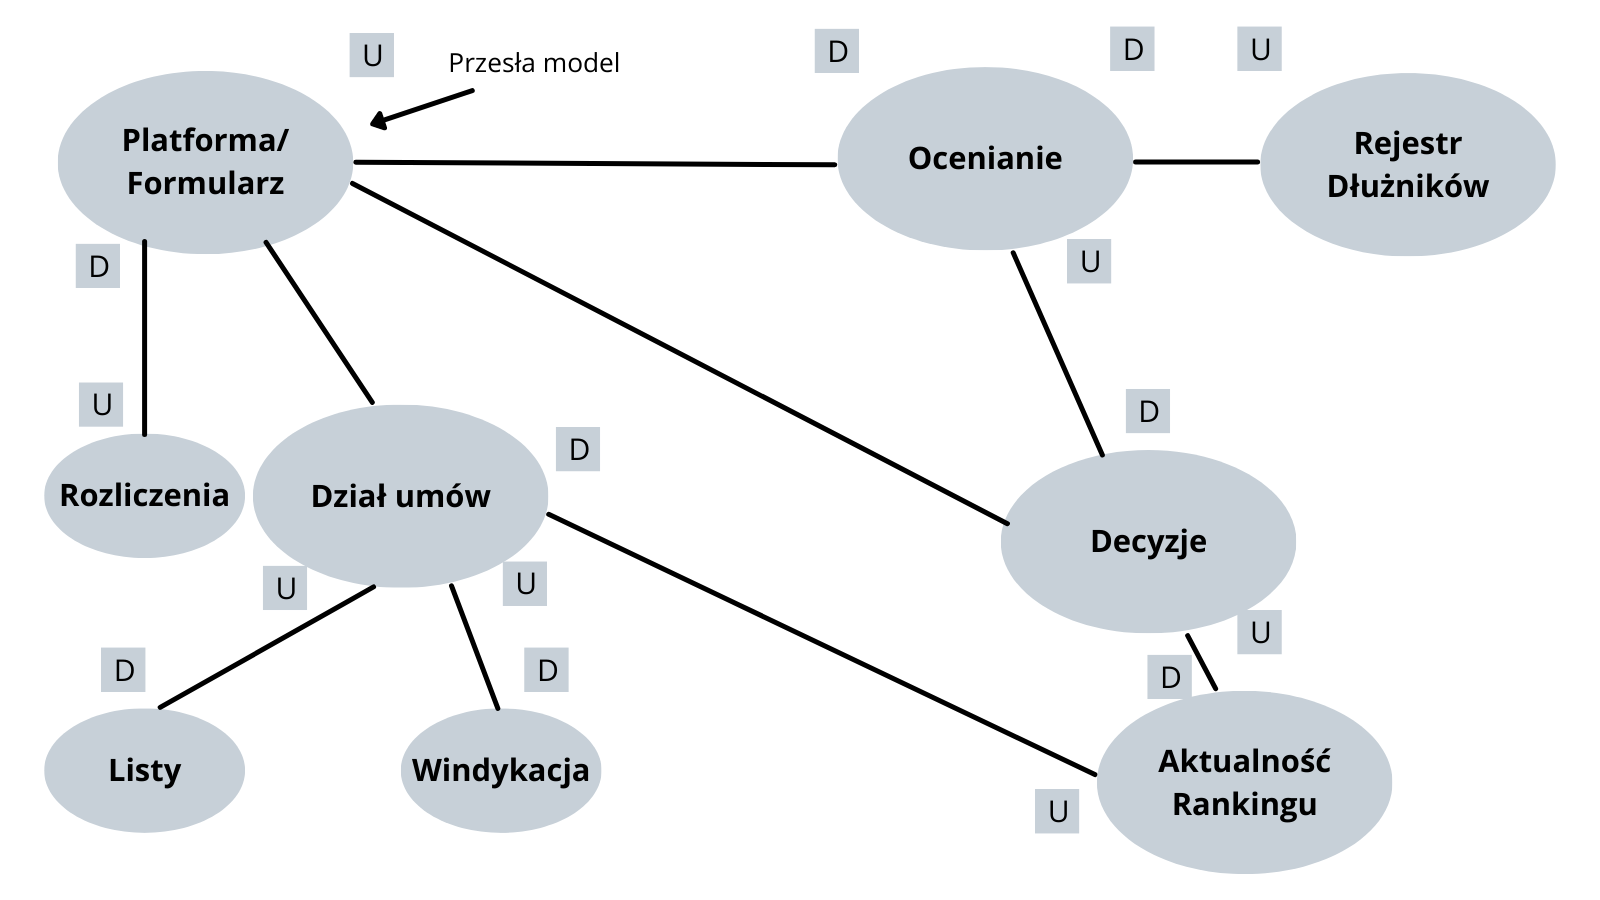 U
Przesła model
D
D
U
Platforma/
Formularz
Ocenianie
Rejestr
Dłużników
D
U
U
D
D
Rozliczenia
Dział umów
Decyzje
U
U
U
D
D
D
Listy
Windykacja
Aktualność
Rankingu
U